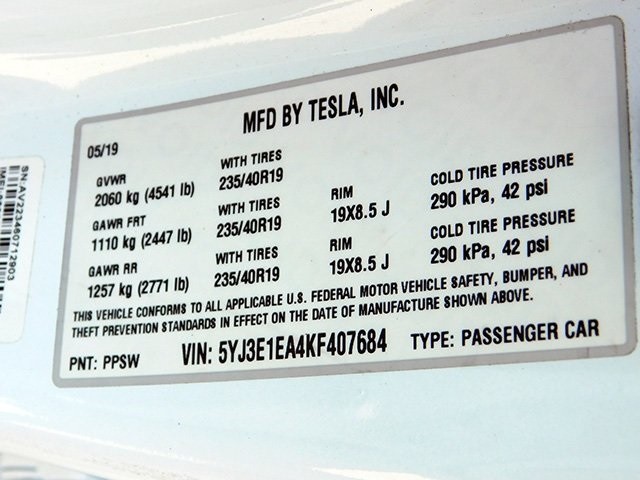 MFD BY TESLA, INC.
05/19
GVWR WITH TIRES
2060 kg (4541 lb) 235/40R19
GAWR FRT WITH TIRES RIM COLD TIRE PRESSURE
1110 kg (2447 lb) 235/40R19 19X8.5 J 290 kPa, 42 psi
GAWR RR WITH TIRES RIM COLD TIRE PRESSURE
1257 kg (2771 lb) 235/40R19 19X8.5 J 290 kPa, 42 psi
THIS VEHICLE CONFORMS TO ALL APPLICABLE U.S. FEDERAL MOTOR VEHICLE SAFETY, BUMPER, AND
THEFT PREVENTION STANDARDS IN EFFECT ON THE DATE OF MANUFACTURE SHOWN ABOVE.
PNT: PPSW VIN: 5YJ3E1EA4KF407684 TYPE: PASSENGER CAR